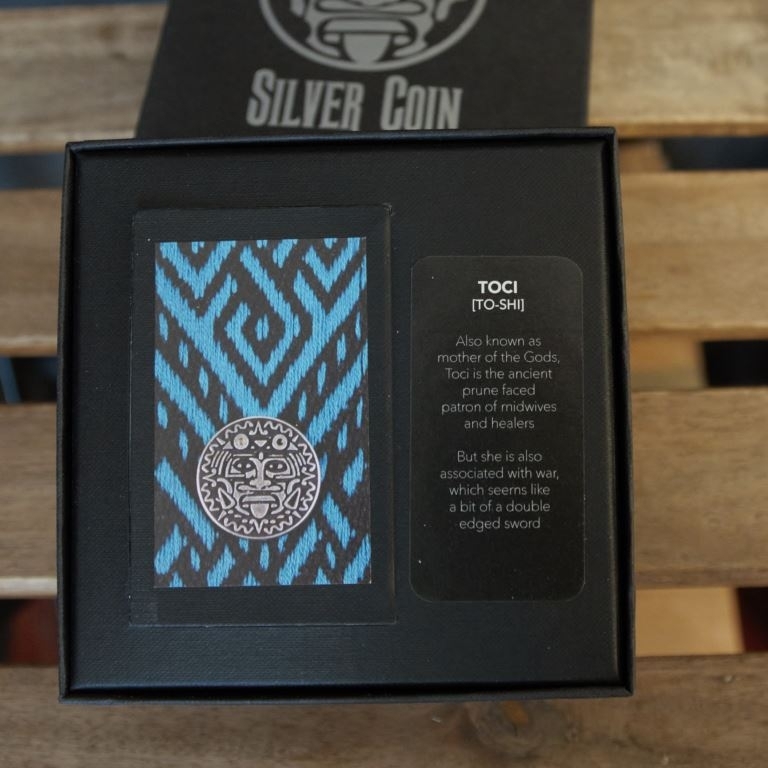 SILVER COIN
TOCI
[TO-SHI]
Also known as
mother of the Gods,
Toci is the ancient
prune faced
patron of midwives
and healers
But she is also
associated with war,
which seems like
a bit of a double
edged sword